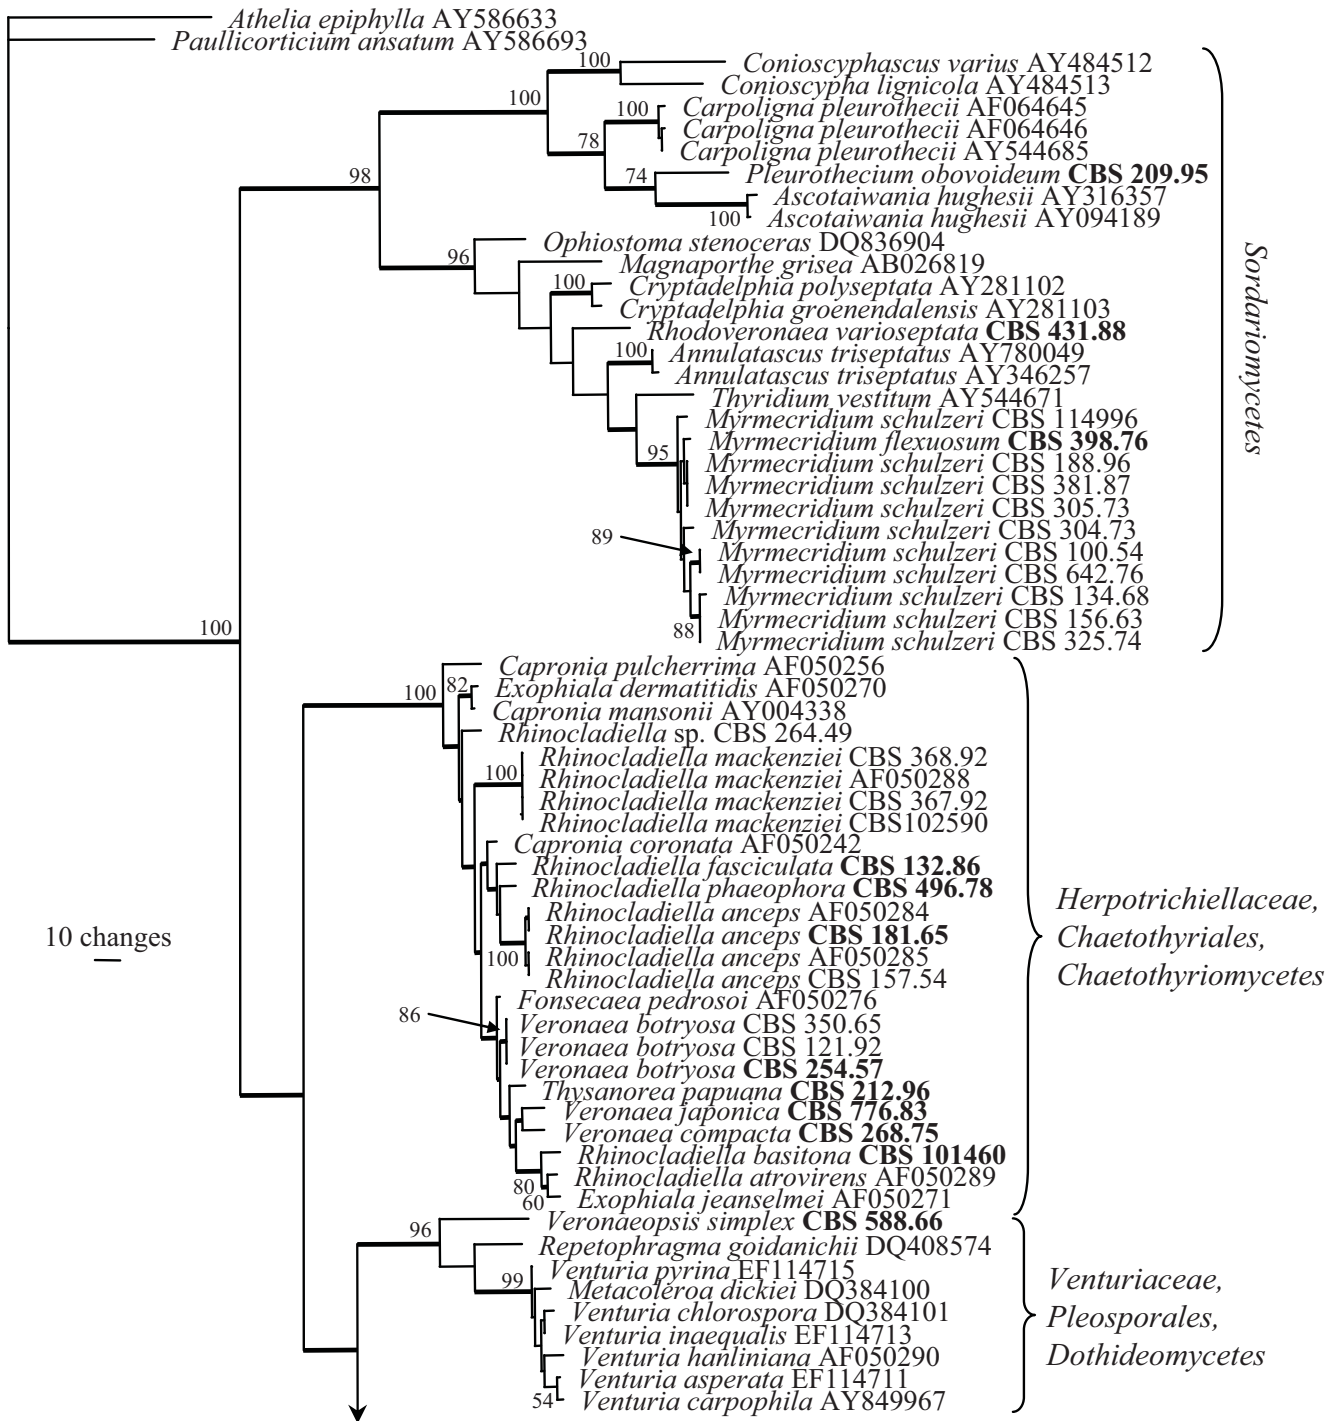 Athelia epiphylla AY586633
Paullicorticium ansatum AY586693
100
Conioscyphascus varius AY484512
Conioscypha lignicola AY484513
100
100
Carpoligna pleurothecii AF064645
Carpoligna pleurothecii AF064646
78
Carpoligna pleurothecii AY544685
98
74
Pleurothecium obovoideum CBS 209.95
Ascotaiwania hughesii AY316357
100
Ascotaiwania hughesii AY094189
Ophiostoma stenoceras DQ836904
96
Magnaporthe grisea AB026819
100
Cryptadelphia polyseptata AY281102
Cryptadelphia groenendalensis AY281103
Rhodoveronaea varioseptata CBS 431.88
100
Annulatascus triseptatus AY780049
Annulatascus triseptatus AY346257
Thyridium vestitum AY544671
Myrmecridium schulzeri CBS 114996
Myrmecridium flexuosum CBS 398.76
95
Myrmecridium schulzeri CBS 188.96
Myrmecridium schulzeri CBS 381.87
Myrmecridium schulzeri CBS 305.73
Myrmecridium schulzeri CBS 304.73
89
Myrmecridium schulzeri CBS 100.54
Myrmecridium schulzeri CBS 642.76
Myrmecridium schulzeri CBS 134.68
Myrmecridium schulzeri CBS 156.63
88
Myrmecridium schulzeri CBS 325.74
Sordariomycetes
100
Capronia pulcherrima AF050256
100
82
Exophiala dermatitidis AF050270
Capronia mansonii AY004338
Rhinocladiella sp. CBS 264.49
Rhinocladiella mackenziei CBS 368.92
100
Rhinocladiella mackenziei AF050288
Rhinocladiella mackenziei CBS 367.92
Rhinocladiella mackenziei CBS102590
Capronia coronata AF050242
Rhinocladiella fasciculata CBS 132.86
Rhinocladiella phaeophora CBS 496.78
Rhinocladiella anceps AF050284
Rhinocladiella anceps CBS 181.65
100
Rhinocladiella anceps AF050285
Rhinocladiella anceps CBS 157.54
Fonsecaea pedrosoi AF050276
86
Veronaea botryosa CBS 350.65
Veronaea botryosa CBS 121.92
Veronaea botryosa CBS 254.57
Thysanorea papuana CBS 212.96
Veronaea japonica CBS 776.83
Veronaea compacta CBS 268.75
Rhinocladiella basitona CBS 101460
80
Rhinocladiella atrovirens AF050289
60
Exophiala jeanselmei AF050271
Herpotrichiellaceae,
Chaetothyriales,
Chaetothyriomycetes
10 changes
Veronaeopsis simplex CBS 588.66
96
Repetophragma goidanichii DQ408574
Venturia pyrina EF114715
99
Metacoleroa dickiei DQ384100
Venturia chlorospora DQ384101
Venturia inaequalis EF114713
Venturia hanliniana AF050290
Venturia asperata EF114711
54
Venturia carpophila AY849967
Venturiaceae,
Pleosporales,
Dothideomycetes